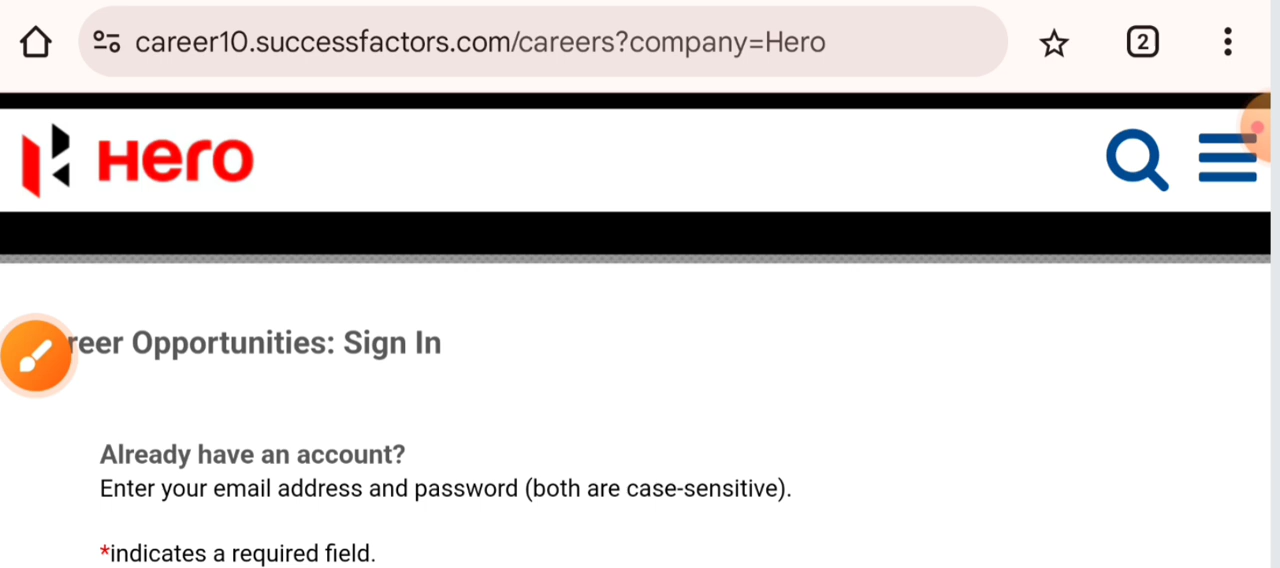 career10.successfactors.com/careers?company=Hero
2
Hero
reer Opportunities: Sign In
Already have an account?
Enter your email address and password (both are case-sensitive).
*indicates a required field.